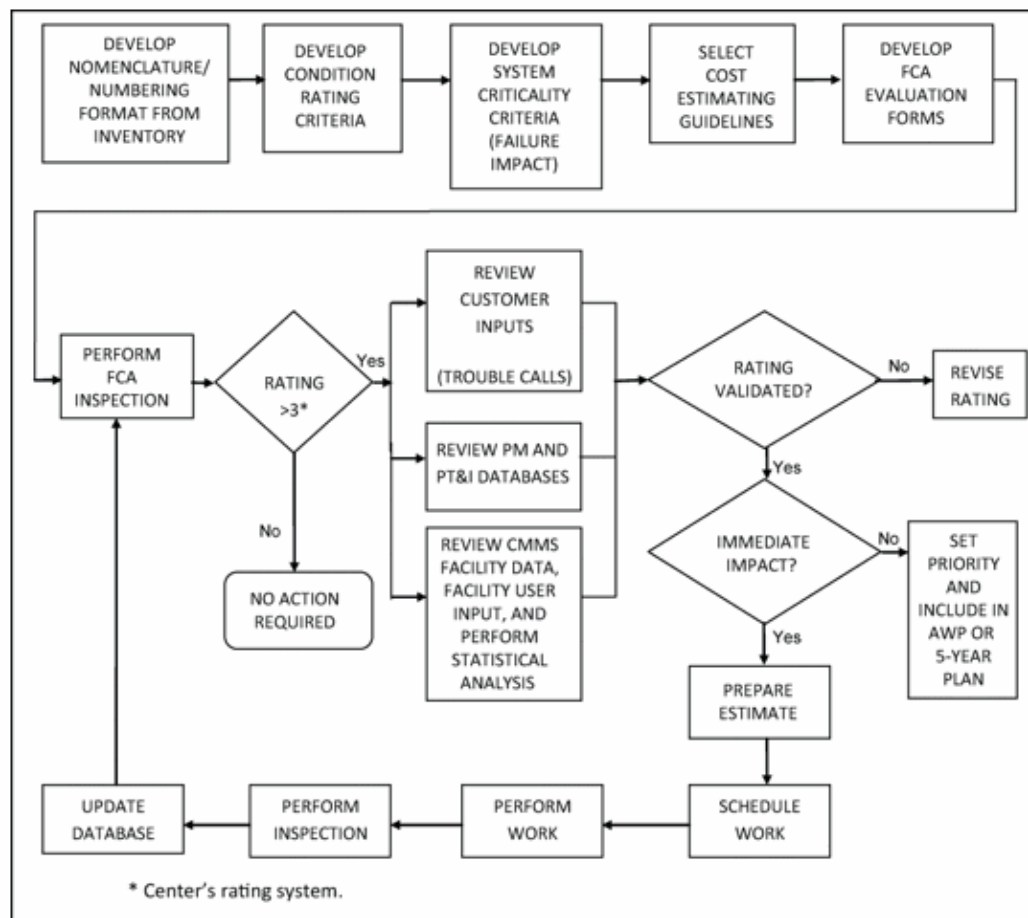 DEVELOP
NOMENCLATURE/
NUMBERING
FORMAT FROM
INVENTORY
DEVELOP
CONDITION
RATING
CRITERIA
DEVELOP
SYSTEM
CRITICALITY
CRITERIA
(FAILURE
IMPACT)
SELECT
COST
ESTIMATING
GUIDELINES
DEVELOP
FCA
EVALUATION
FORMS
PERFORM
FCA
INSPECTION
RATING
>3*
Yes
No
NO ACTION
REQUIRED
REVIEW
CUSTOMER
INPUTS
(TROUBLE CALLS)
REVIEW PM AND
PT&I DATABASES
REVIEW CMMS
FACILITY DATA,
FACILITY USER
INPUT, AND
PERFORM
STATISTICAL
ANALYSIS
RATING
VALIDATED?
No
REVISE
RATING
Yes
IMMEDIATE
IMPACT?
No
SET
PRIORITY
AND
INCLUDE IN
AWP OR
5-YEAR
PLAN
Yes
PREPARE
ESTIMATE
SCHEDULE
WORK
PERFORM
WORK
PERFORM
INSPECTION
UPDATE
DATABASE
* Center's rating system.